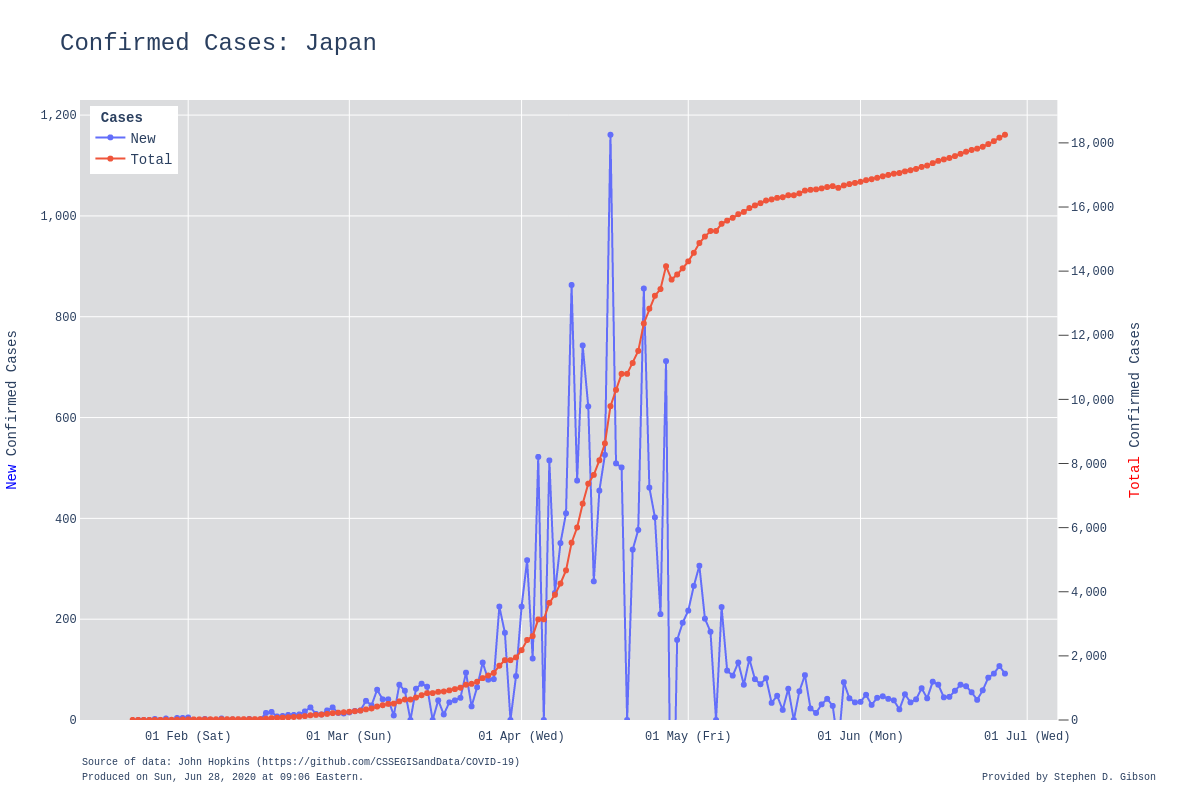 Confirmed Cases: Japan
Cases
New
Total
1,200
1,000
800
600
400
200
0
18,000
16,000
14,000
12,000
10,000
8,000
6,000
4,000
2,000
0
New Confirmed Cases
Total Confirmed Cases
01 Feb (Sat)
01 Mar (Sun)
01 Apr (Wed)
01 May (Fri)
01 Jun (Mon)
01 Jul (Wed)
Source of data: John Hopkins (https://github.com/CSSEGISandData/COVID-19)
Produced on Sun, Jun 28, 2020 at 09:06 Eastern.
Provided by Stephen D. Gibson